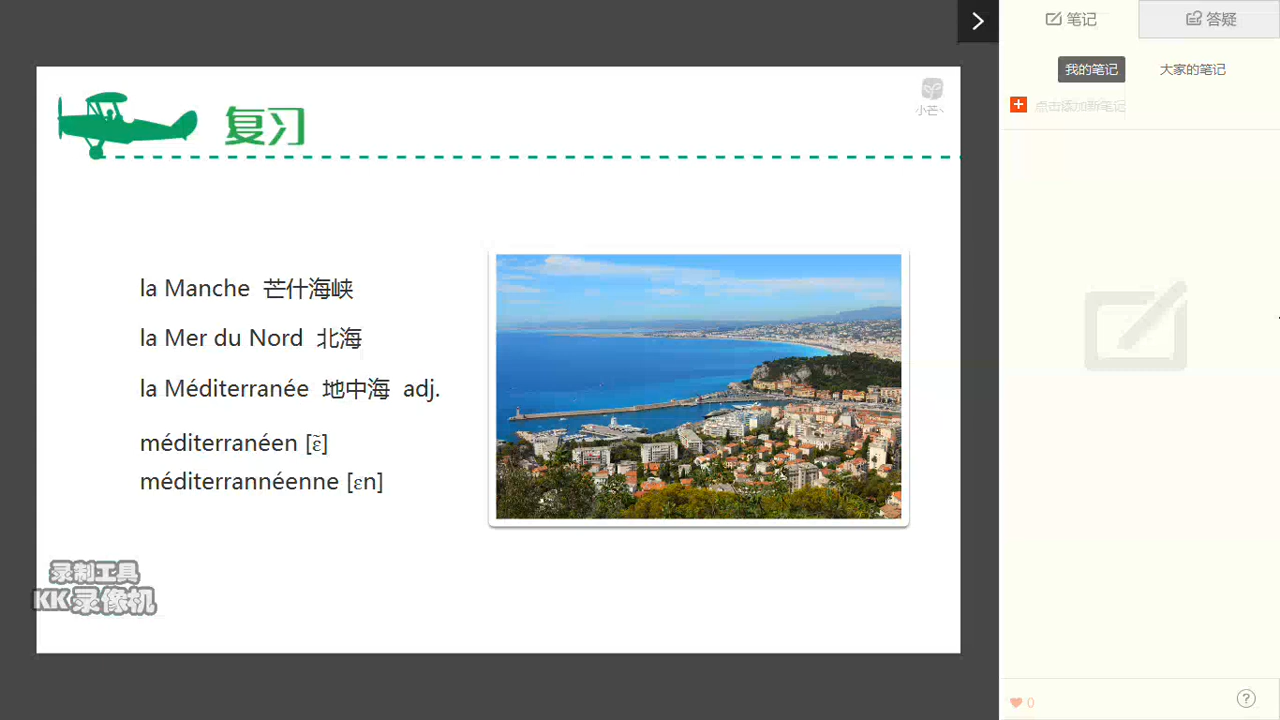 笔记
答疑
我的笔记
大家的笔记
点击添加新笔记
复习
小芒丶
la Manche 芒什海峡
la Mer du Nord 北海
la Méditerranée 地中海 adj.
méditerranéen [ɛ̃]
méditerrannéenne [ɛn]
录制工具
KK录像机
0